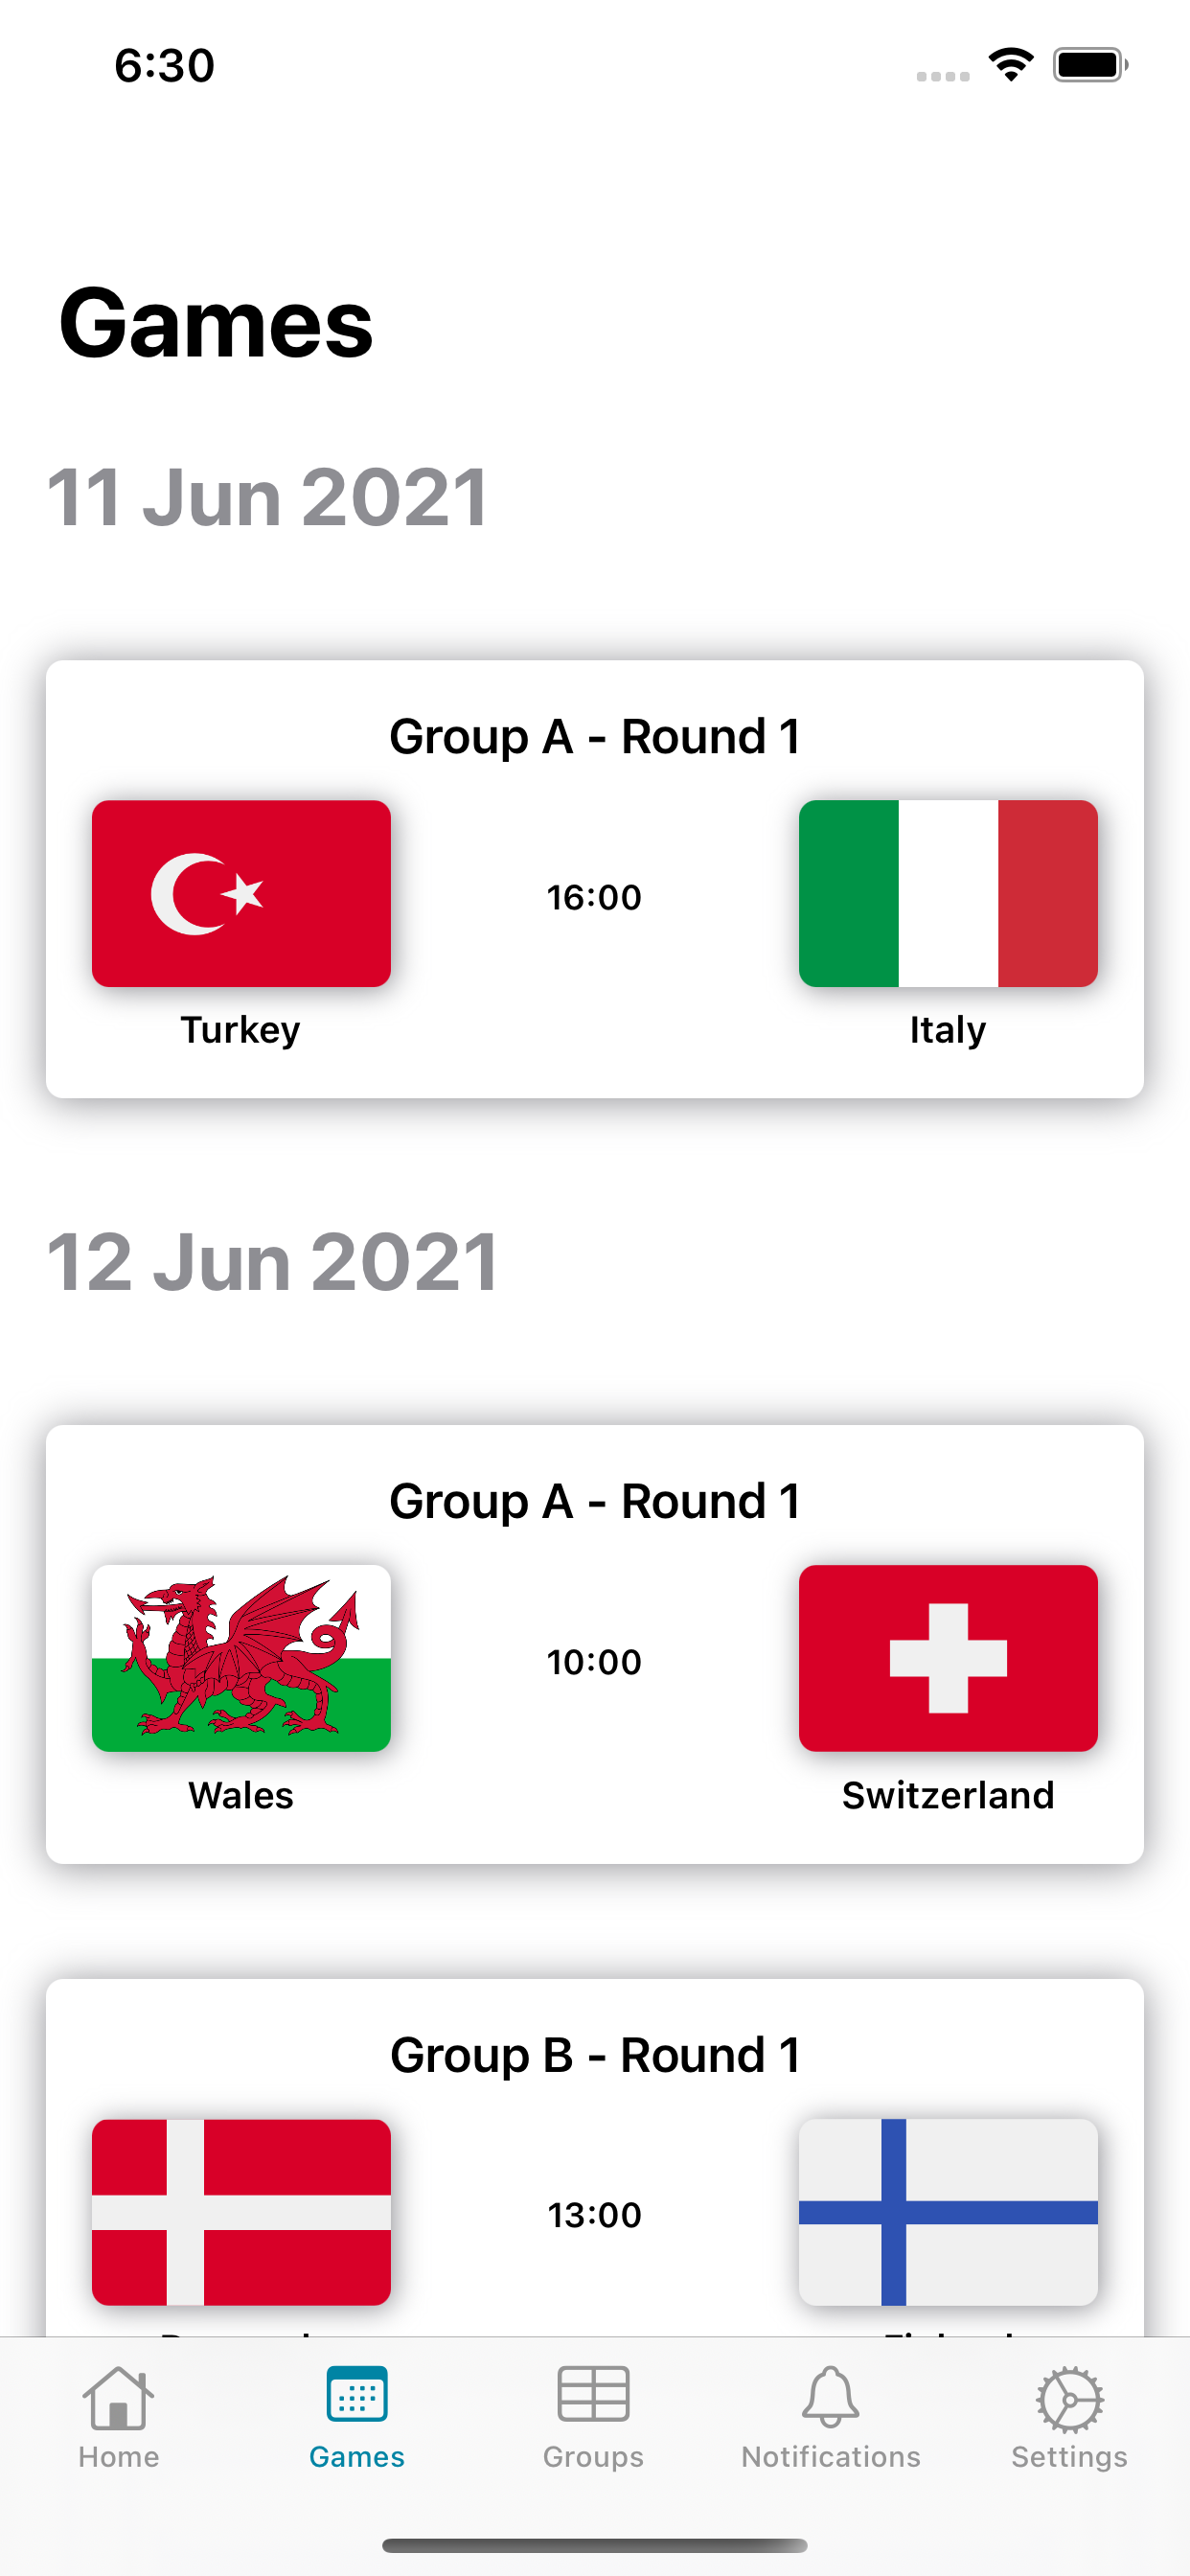 6:30
Games
11 Jun 2021
Group A - Round 1
16:00
Turkey
Italy
12 Jun 2021
Group A - Round 1
10:00
Wales
Switzerland
Group B - Round 1
13:00
Home
Games
Groups
Notifications
Settings